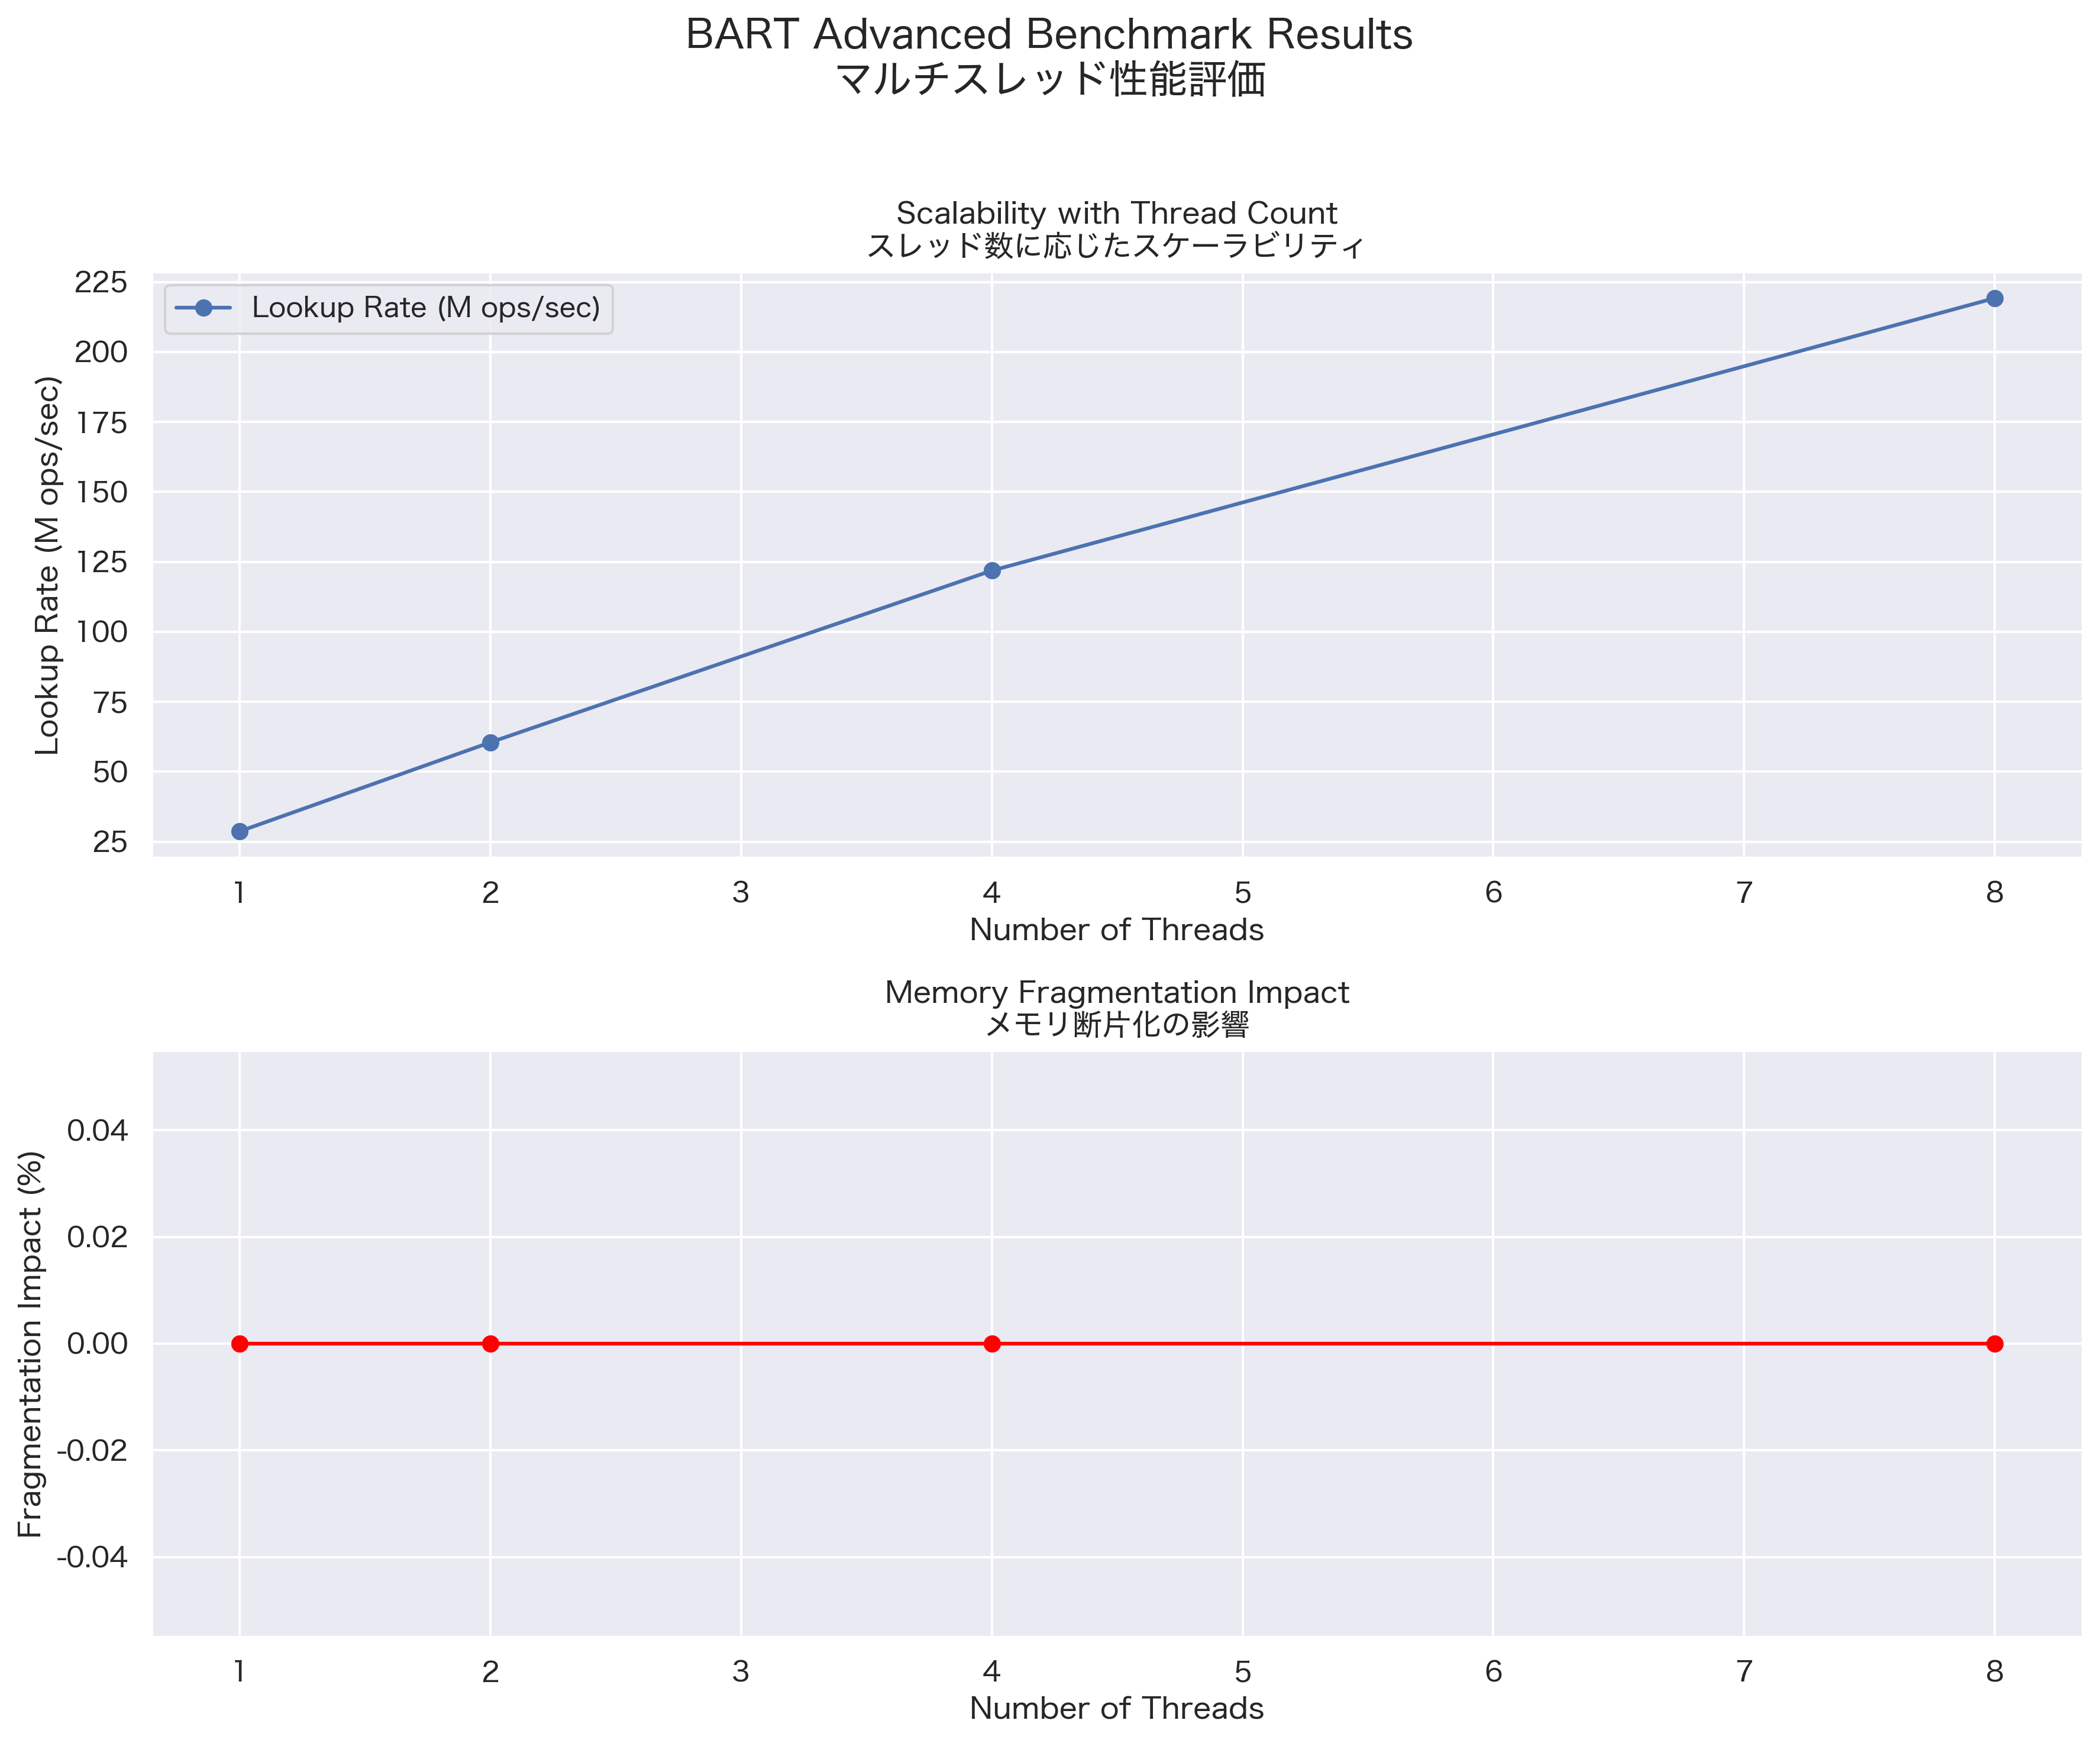 BART Advanced Benchmark Results
マルチスレッド性能評価
Scalability with Thread Count
スレッド数に応じたスケーラビリティ
Lookup Rate (M ops/sec)
Lookup Rate (M ops/sec)
225
200
175
150
125
100
75
50
25
1 2 3 4 5 6 7 8
Number of Threads
Memory Fragmentation Impact
メモリ断片化の影響
Fragmentation Impact (%)
0.04
0.02
0.00
-0.02
-0.04
1 2 3 4 5 6 7 8
Number of Threads